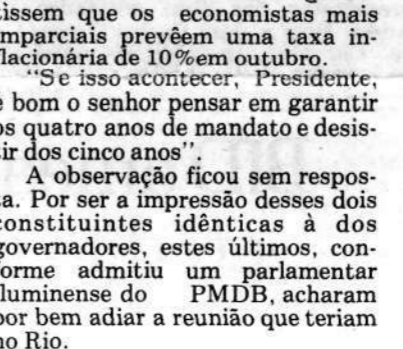 tissem que os economistas mais
imparciais prevêem uma taxa in-
flacionária de 10%em outubro.
"Se isso acontecer, Presidente,
é bom o senhor pensar em garantir
os quatro anos de mandato e desis-
tir dos cinco anos".
A observação ficou sem respos-
ta. Por ser a impressão desses dois
constituintes idênticas à dos
governadores, estes últimos, con-
forme admitiu um parlamentar
fluminense do PMDB, acharam
por bem adiar a reunião que teriam
no Rio.